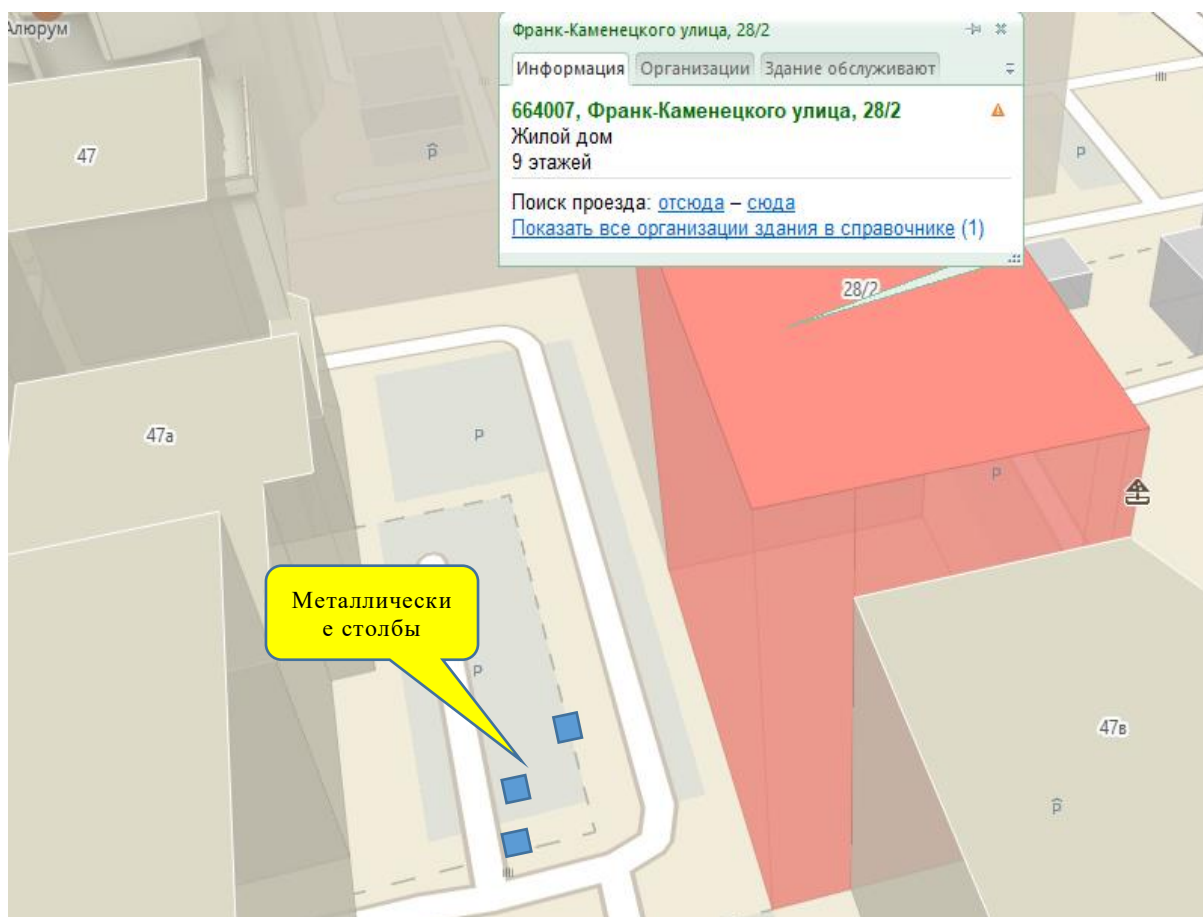 Алюрум
Франк-Каменецкого улица, 28/2
Информация Организации Здание обслуживают
664007, Франк-Каменецкого улица, 28/2
Жилой дом
9 этажей
Поиск проезда: отсюда – сюда
Показать все организации здания в справочнике (1)
47
P
P
28/2
47а
P
P
Металлически
е столбы
P
47в
P